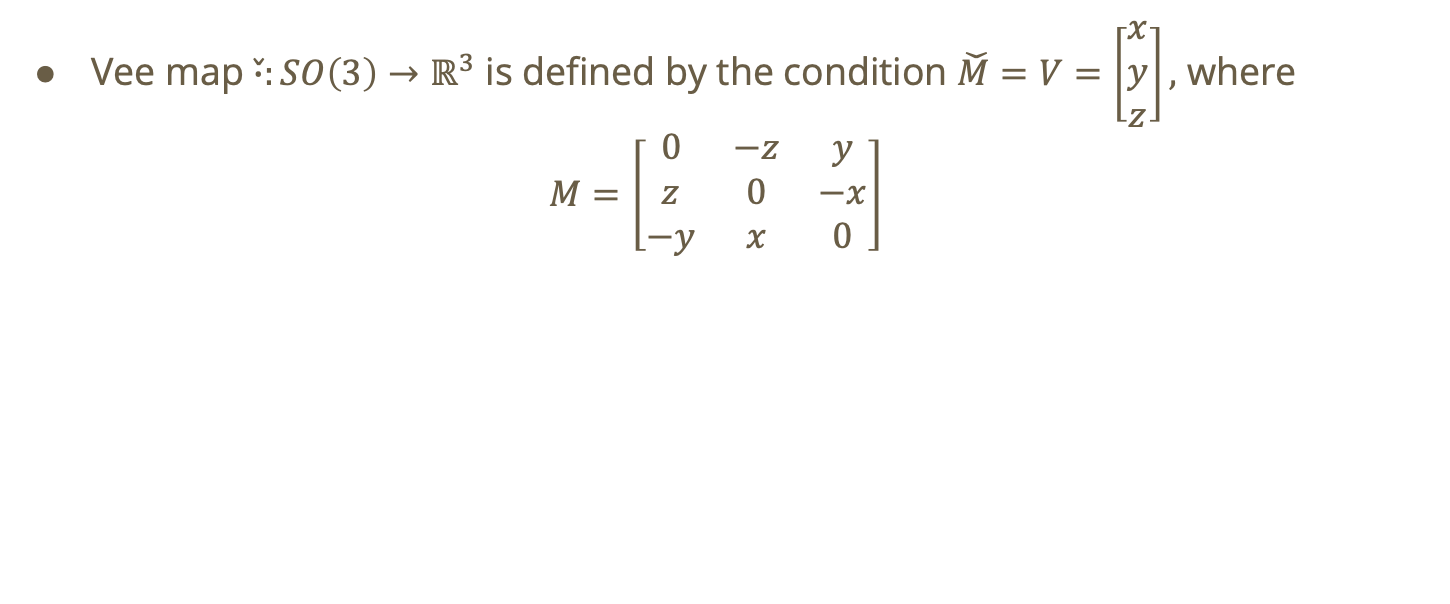 • Vee map ˇ: SO(3) → ℝ³ is defined by the condition M̌ = V = [x y z], where
M = [0 −z y
z 0 −x
−y x 0]